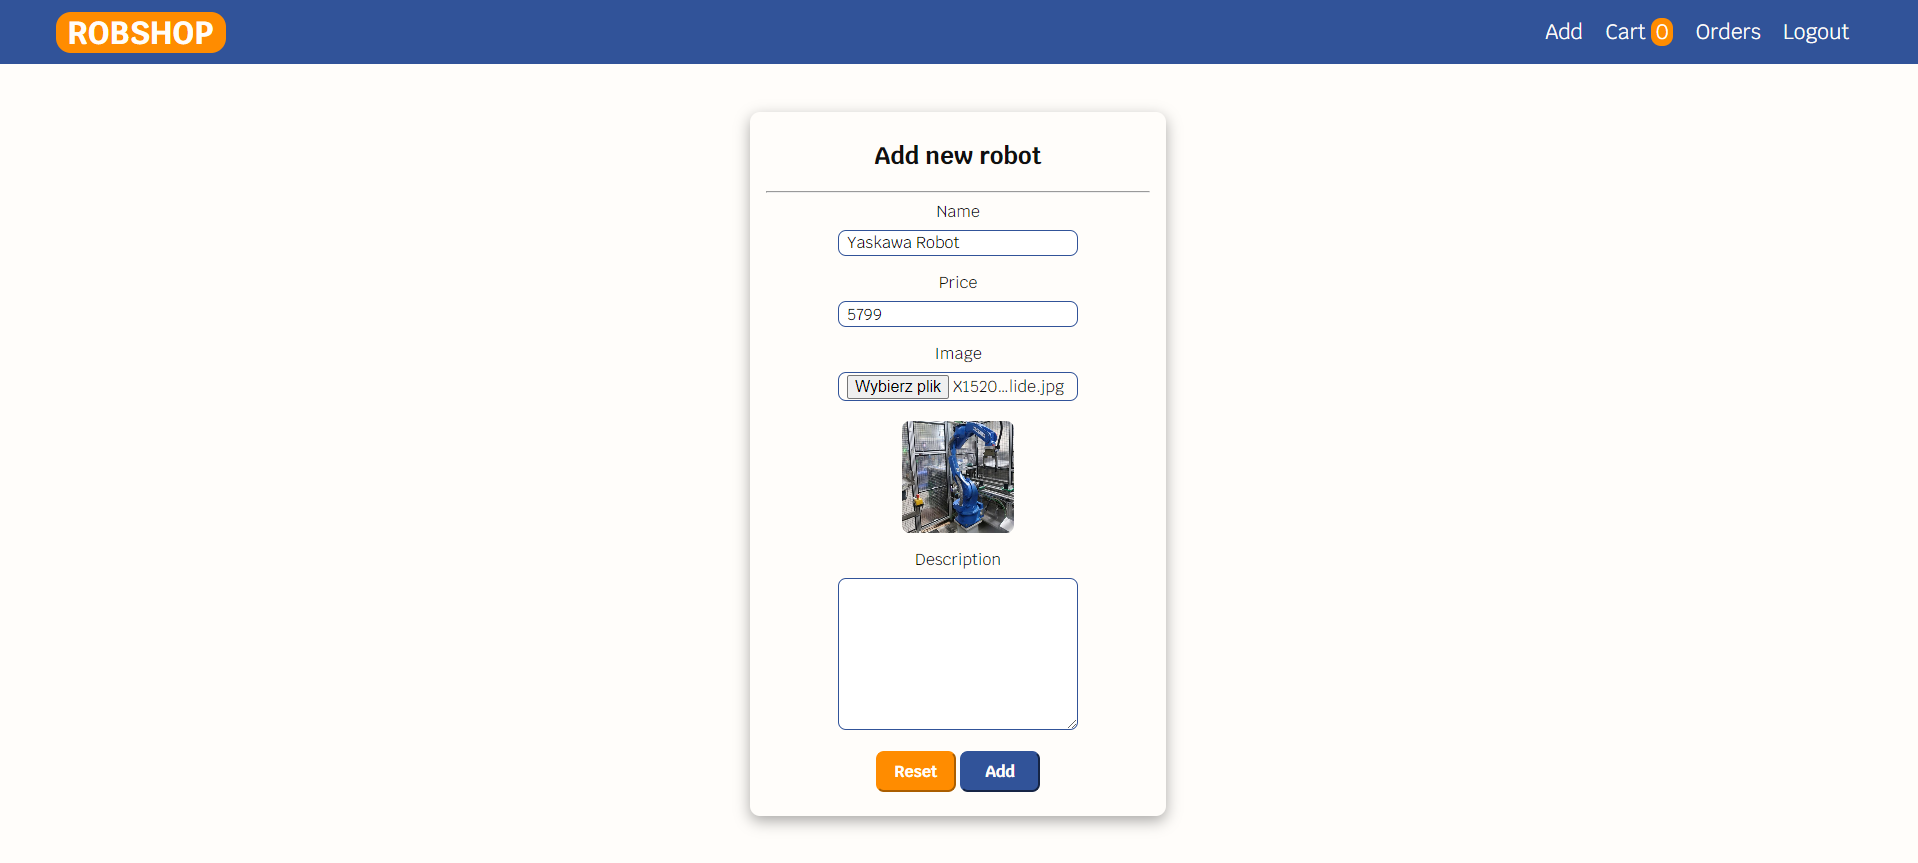 ROBSHOP
Add Cart 0 Orders Logout
Add new robot
Name
Yaskawa Robot
Price
5799
Image
Wybierz plik X1520...lide.jpg
Description
Reset Add